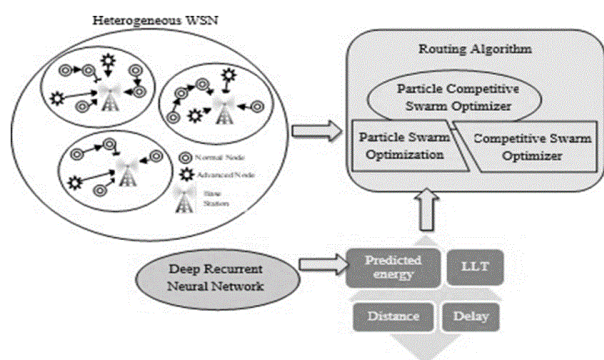 Heterogeneous WSN
Normal Node
Advanced Node
Base
Station
Routing Algorithm
Particle Competitive
Swarm Optimizer
Particle Swarm
Optimization
Competitive Swarm
Optimizer
Deep Recurrent
Neural Network
Predicted
energy
LLT
Distance
Delay